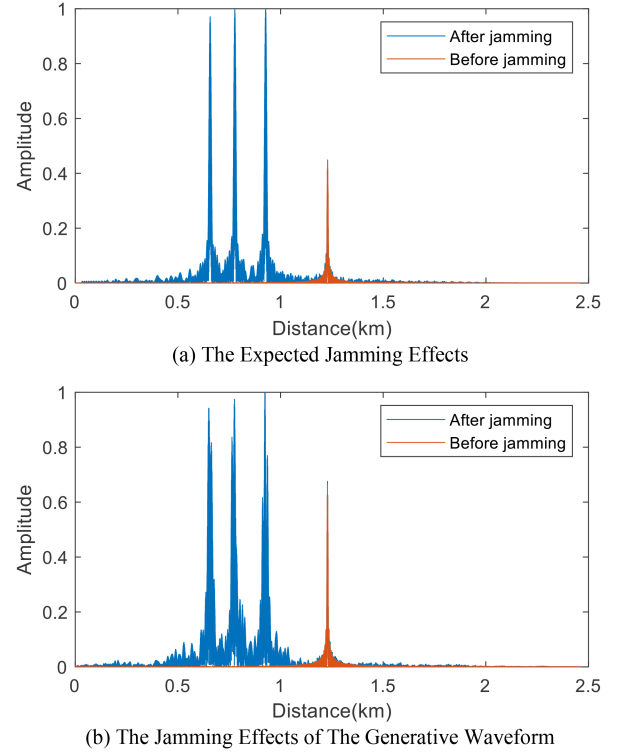 1
0.8
0.6
0.4
0.2
0
Amplitude
After jamming
Before jamming
0 0.5 1 1.5 2 2.5
Distance(km)
(a) The Expected Jamming Effects
1
0.8
0.6
0.4
0.2
0
Amplitude
After jamming
Before jamming
0 0.5 1 1.5 2 2.5
Distance(km)
(b) The Jamming Effects of The Generative Waveform